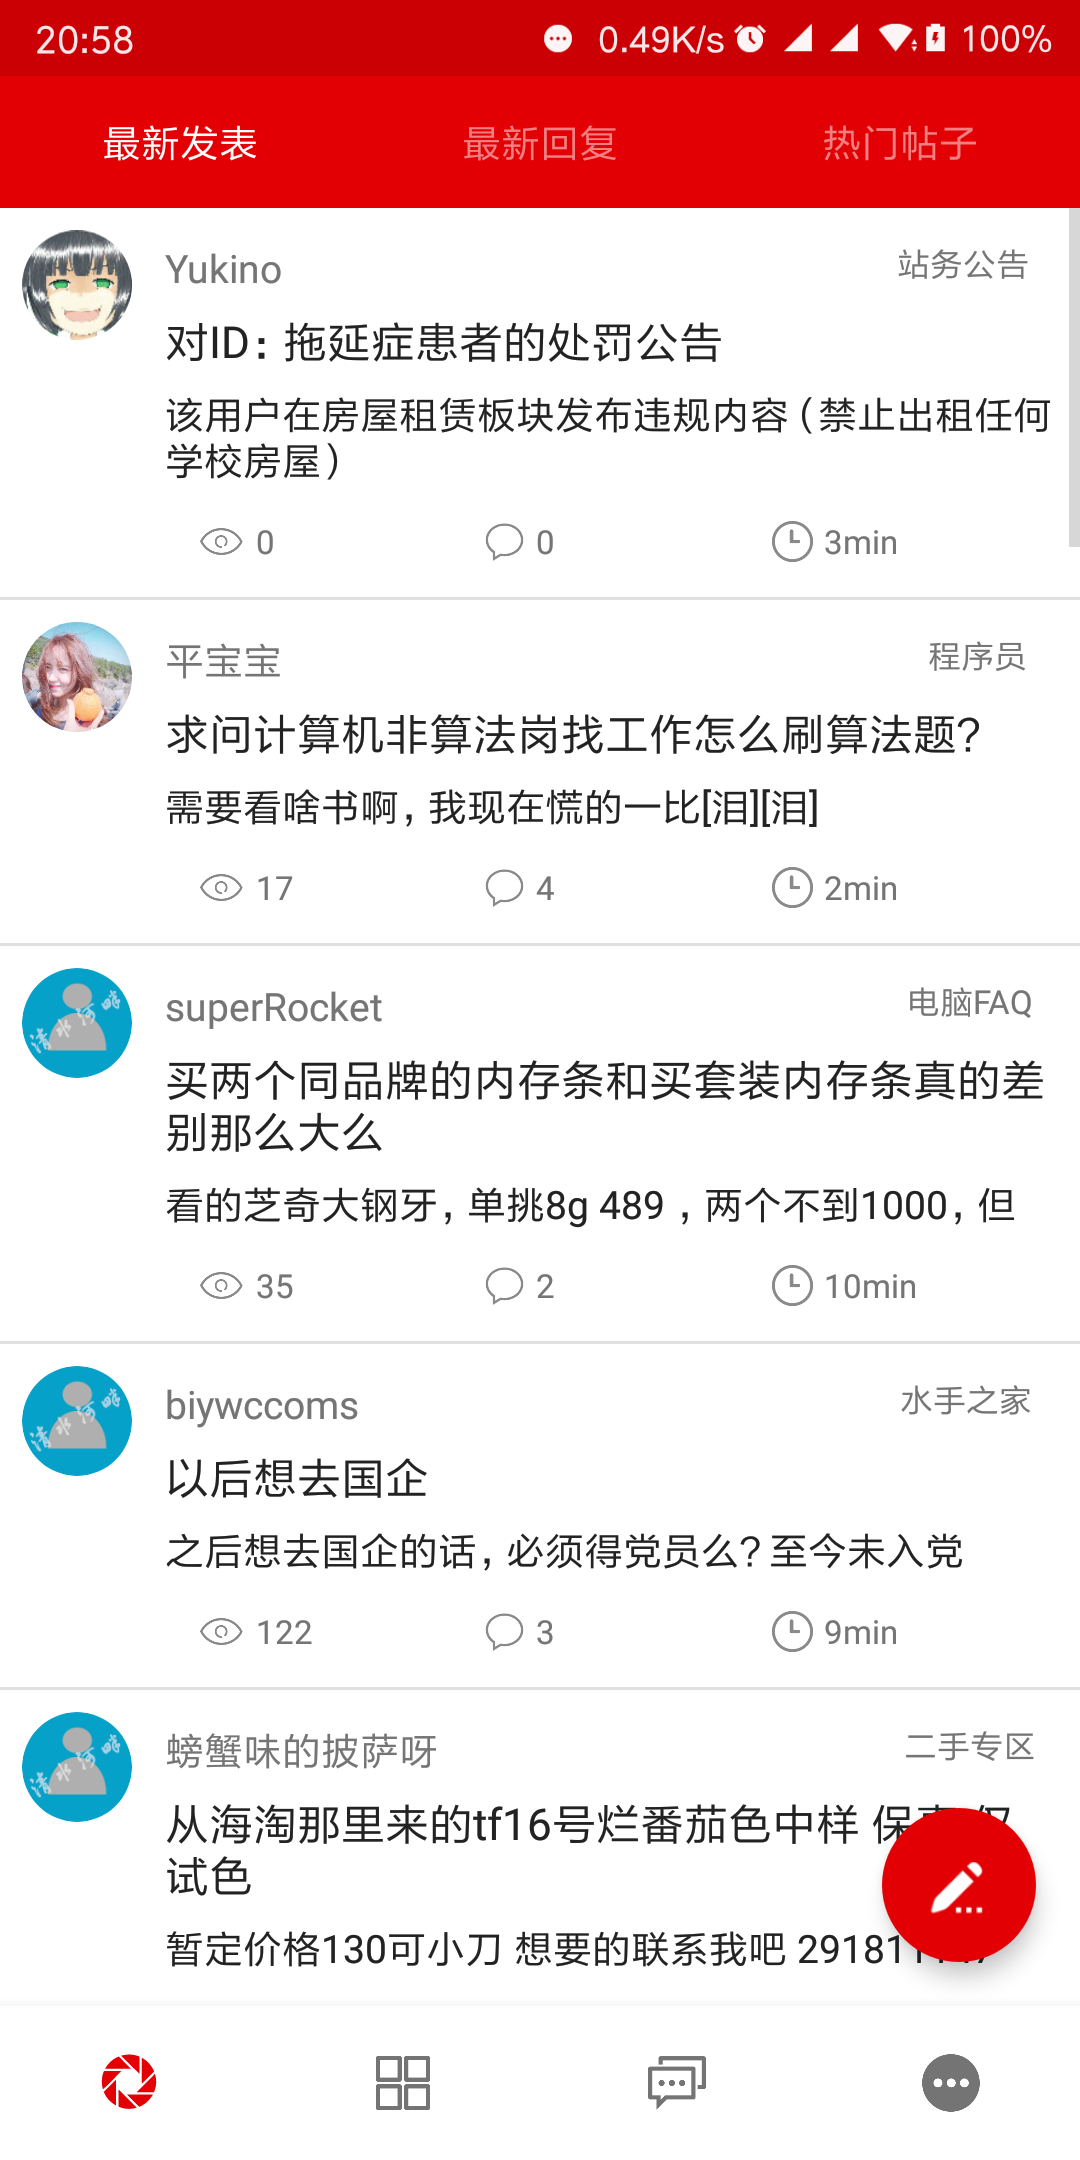 20:58
0.49K/s
100%
最新发表
最新回复
热门帖子
Yukino
站务公告
对ID：拖延症患者的处罚公告
该用户在房屋租赁板块发布违规内容（禁止出租任何
学校房屋）
0
0
3min
平宝宝
程序员
求问计算机非算法岗找工作怎么刷算法题？
需要看啥书啊，我现在慌的一比[泪][泪]
17
4
2min
superRocket
电脑FAQ
买两个同品牌的内存条和买套装内存条真的差
别那么大么
看的芝奇大钢牙，单挑8g 489 ，两个不到1000，但
35
2
10min
biywccoms
水手之家
以后想去国企
之后想去国企的话，必须得党员么？至今未入党
122
3
9min
螃蟹味的披萨呀
二手专区
从海淘那里来的tf16号烂番茄色中样 保
试色
暂定价格130可小刀 想要的联系我吧